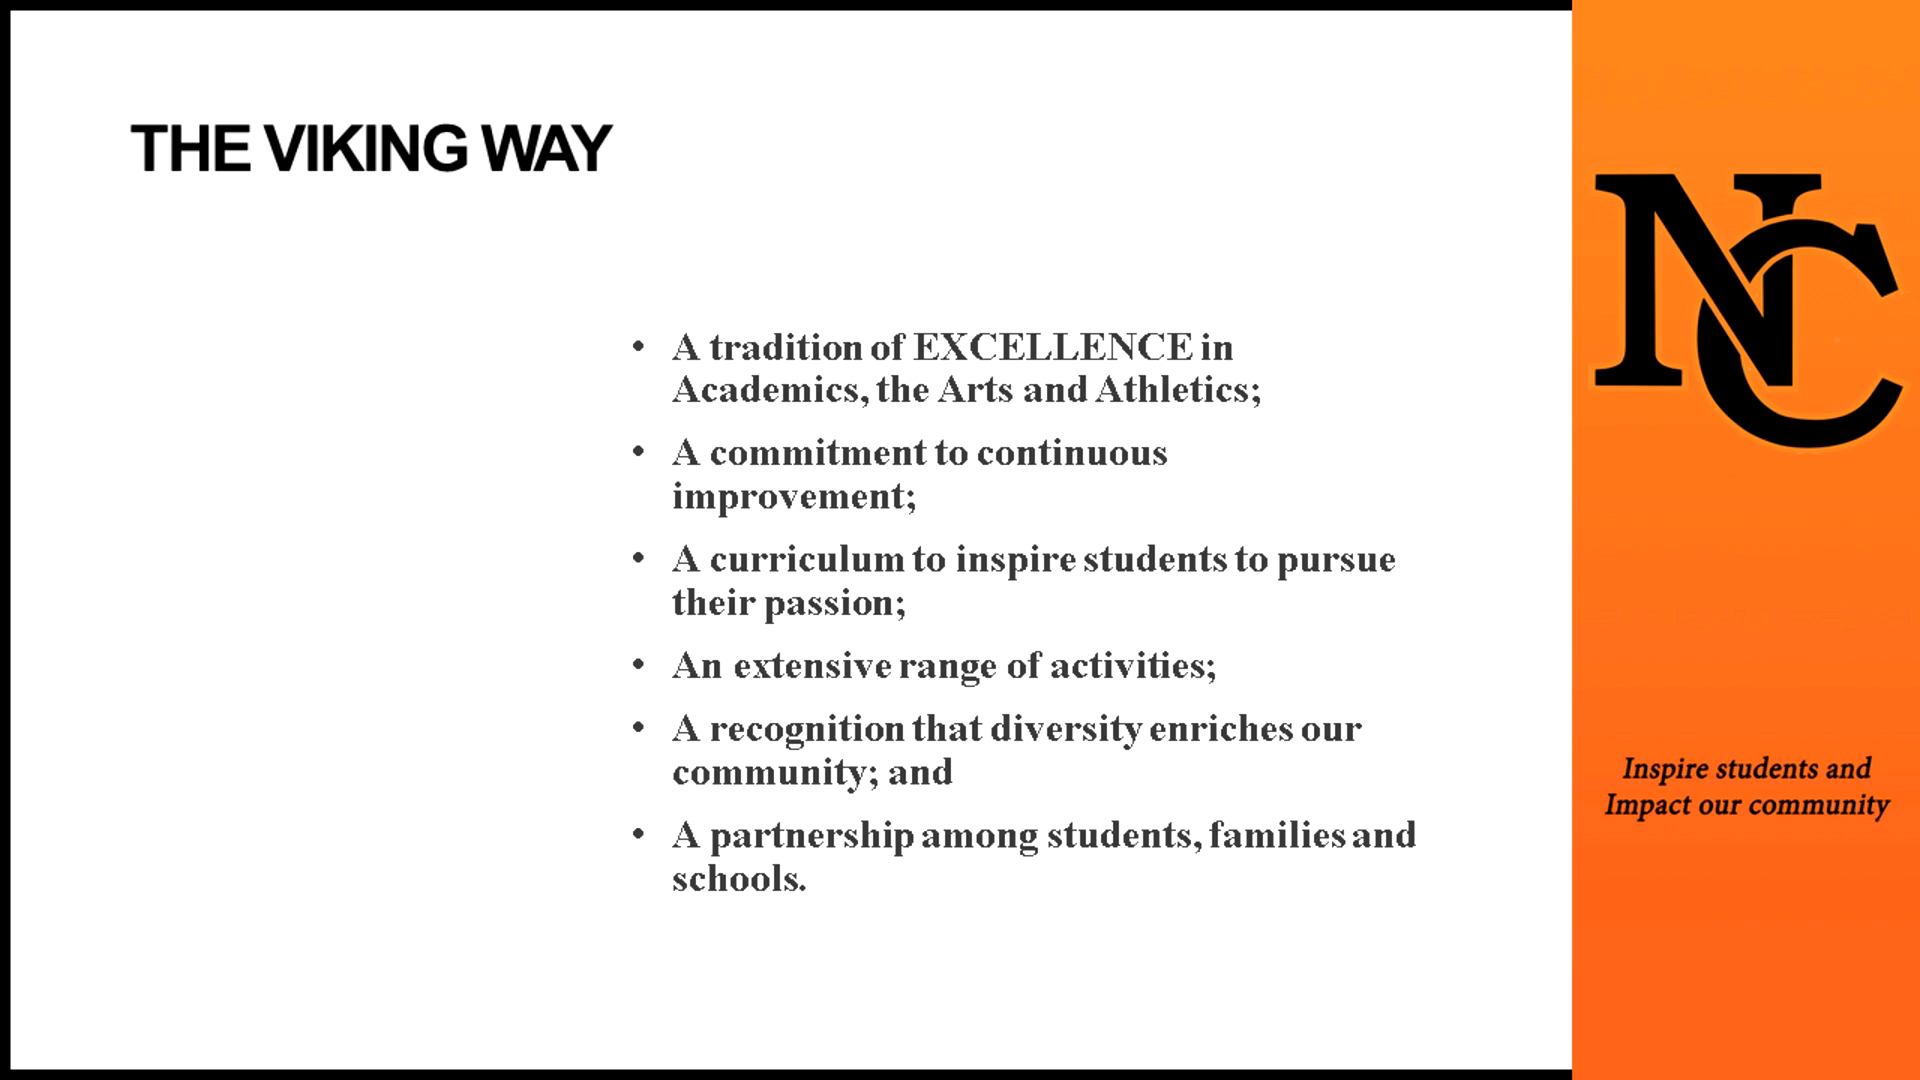 THE VIKING WAY
• A tradition of EXCELLENCE in
Academics, the Arts and Athletics;
• A commitment to continuous
improvement;
• A curriculum to inspire students to pursue
their passion;
• An extensive range of activities;
• A recognition that diversity enriches our
community; and
• A partnership among students, families and
schools.
NC
Inspire students and
Impact our community